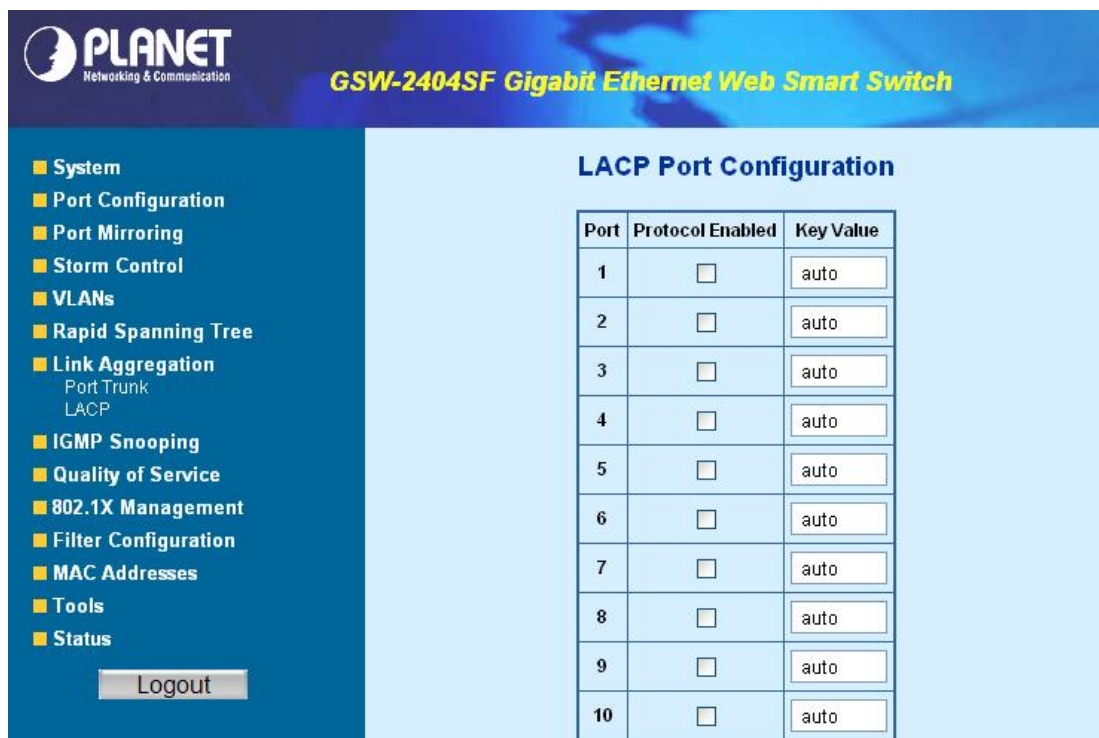 PLANET
Networking & Communication
GSW-2404SF Gigabit Ethernet Web Smart Switch
System
Port Configuration
Port Mirroring
Storm Control
VLANs
Rapid Spanning Tree
Link Aggregation
Port Trunk
LACP
IGMP Snooping
Quality of Service
802.1X Management
Filter Configuration
MAC Addresses
Tools
Status
Logout
LACP Port Configuration
Port Protocol Enabled Key Value
1 auto
2 auto
3 auto
4 auto
5 auto
6 auto
7 auto
8 auto
9 auto
10 auto